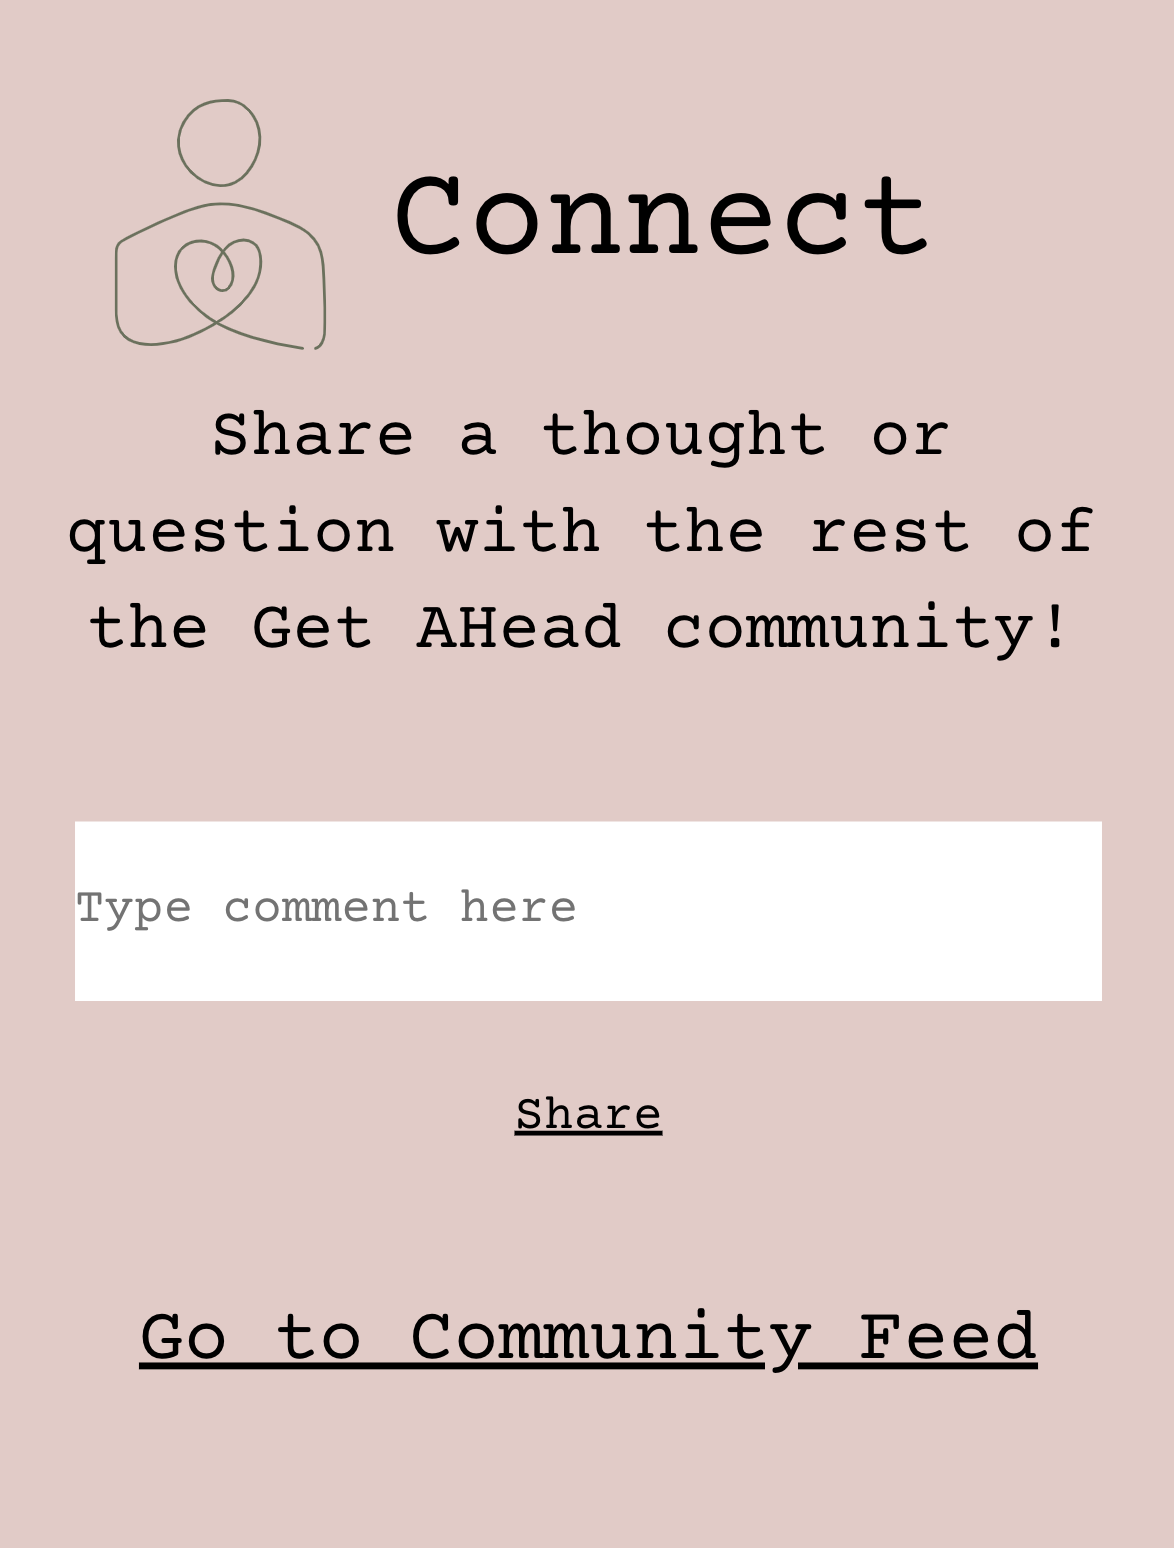 Connect
Share a thought or
question with the rest of
the Get AHead community!
Type comment here
Share
Go to Community Feed